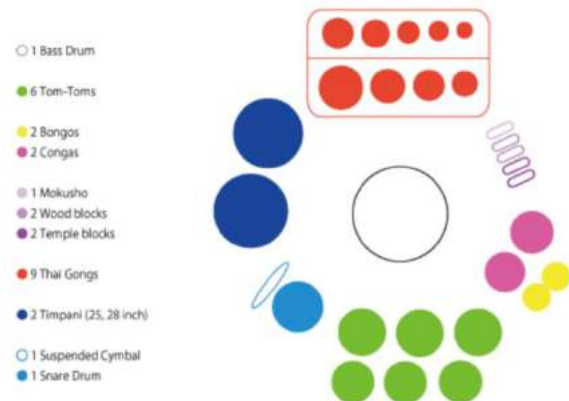 1 Bass Drum
6 Tom-Toms
2 Bongos
2 Congas
1 Mokusho
2 Wood blocks
2 Temple blocks
9 Thai Gongs
2 Timpani (25, 28 inch)
1 Suspended Cymbal
1 Snare Drum